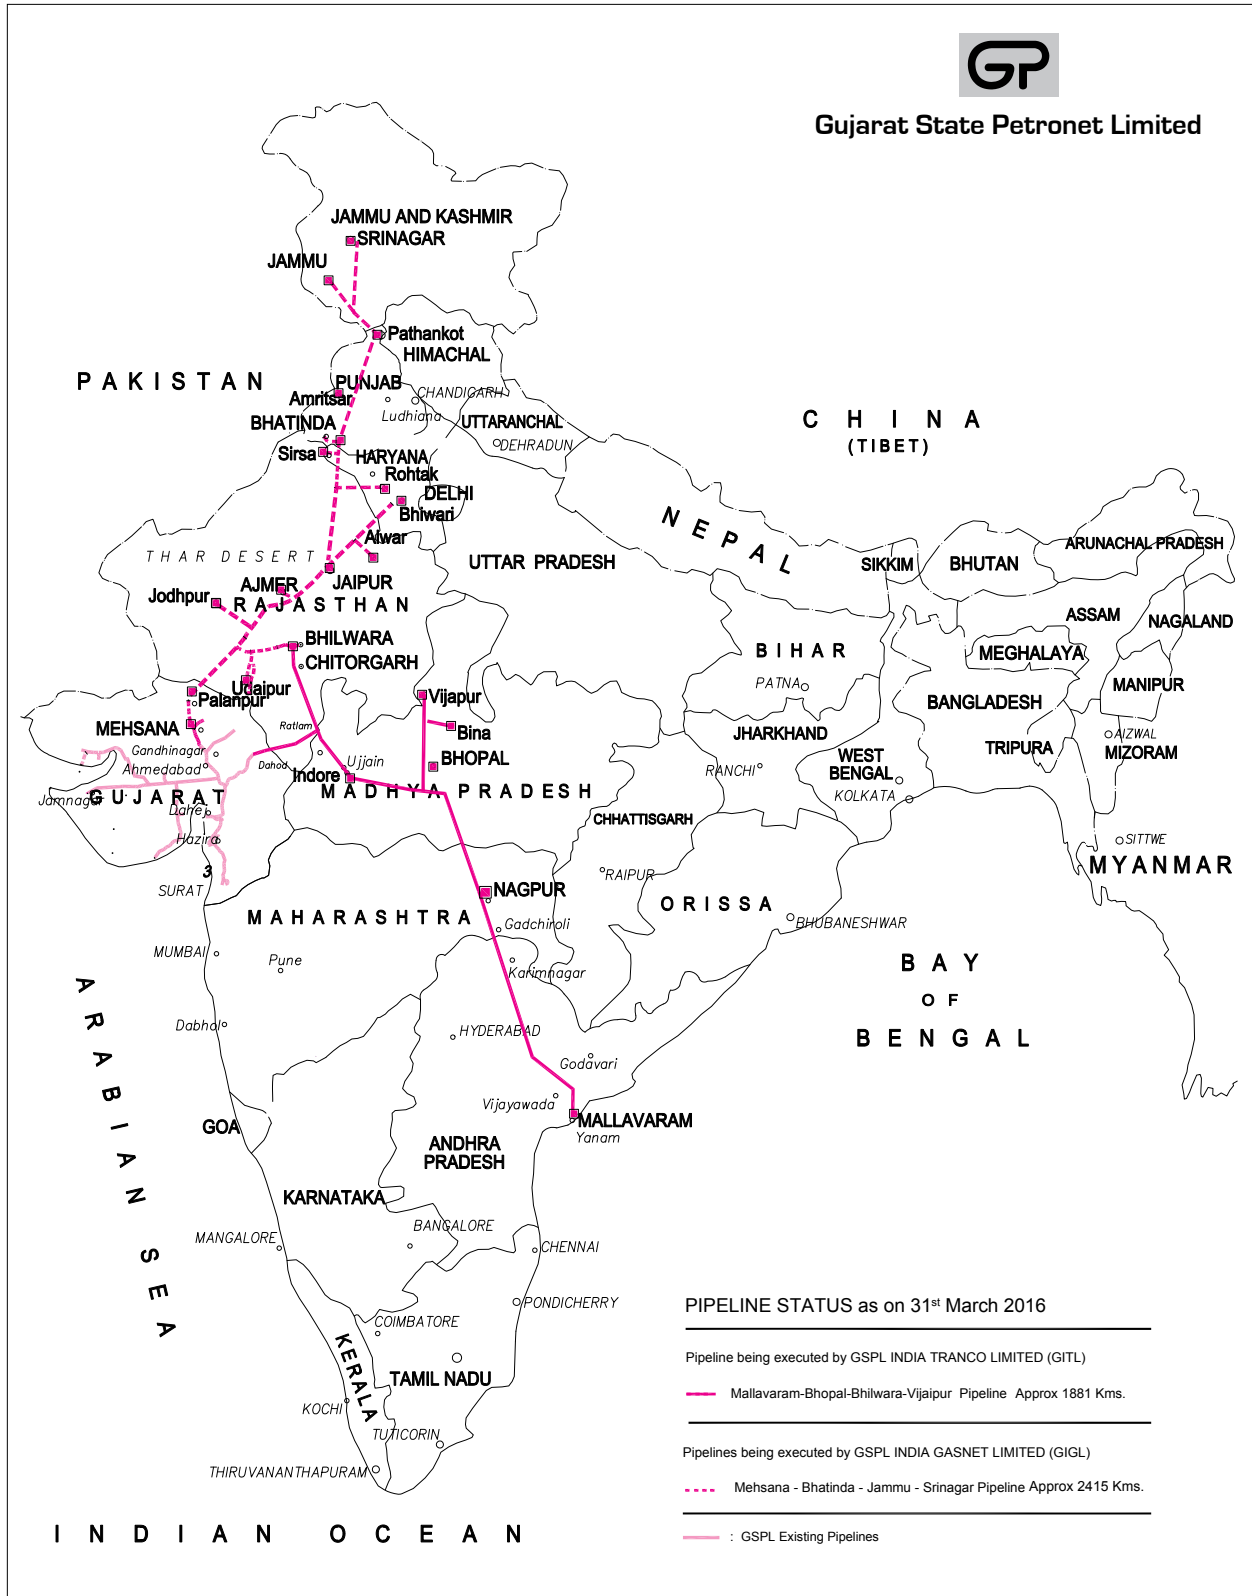 GP
Gujarat State Petronet Limited
JAMMU AND KASHMIR
SRINAGAR
JAMMU
Pathankot
HIMACHAL
PAKISTAN
PUNJAB
Amritsar
CHANDIGARH
Ludhiana
BHATINDA
UTTARANCHAL
CHINA
(TIBET)
DEHRADUN
Sirsa
HARYANA
Rohtak
DELHI
Bhiwari
NEPAL
Alwar
THAR DESERT
UTTAR PRADESH
SIKKIM
BHUTAN
ARUNACHAL PRADESH
AJMER
JAIPUR
Jodhpur
RAJASTHAN
ASSAM
NAGALAND
BHILWARA
CHITORGARH
BIHAR
MEGHALAYA
PATNA
MANIPUR
Udaipur
Palanpur
Vijapur
BANGLADESH
MEHSANA
Ratlam
Bina
JHARKHAND
AIZWAL
TRIPURA
MIZORAM
Gandhinagar
Ahmedabad
Dahod
Ujjain
BHOPAL
RANCHI
WEST
BENGAL
Indore
MADHYA PRADESH
KOLKATA
Jamnagar
GUJARAT
Dahej
CHHATTISGARH
Hazira
SITTWE
MYANMAR
3
SURAT
NAGPUR
RAIPUR
ORISSA
MAHARASHTRA
Gadchiroli
BHUBANESHWAR
MUMBAI
Pune
Karimnagar
BAY
OF
BENGAL
ARABIAN SEA
Dabhol
HYDERABAD
Godavari
Vijayawada
MALLAVARAM
Yanam
GOA
ANDHRA
PRADESH
KARNATAKA
BANGALORE
MANGALORE
CHENNAI
PONDICHERRY
COIMBATORE
KERALA
TAMIL NADU
KOCHI
TUTICORIN
THIRUVANANTHAPURAM
INDIAN OCEAN
PIPELINE STATUS as on 31st March 2016
Pipeline being executed by GSPL INDIA TRANCO LIMITED (GITL)
Mallavaram-Bhopal-Bhilwara-Vijaipur Pipeline Approx 1881 Kms.
Pipelines being executed by GSPL INDIA GASNET LIMITED (GIGL)
Mehsana - Bhatinda - Jammu - Srinagar Pipeline Approx 2415 Kms.
: GSPL Existing Pipelines